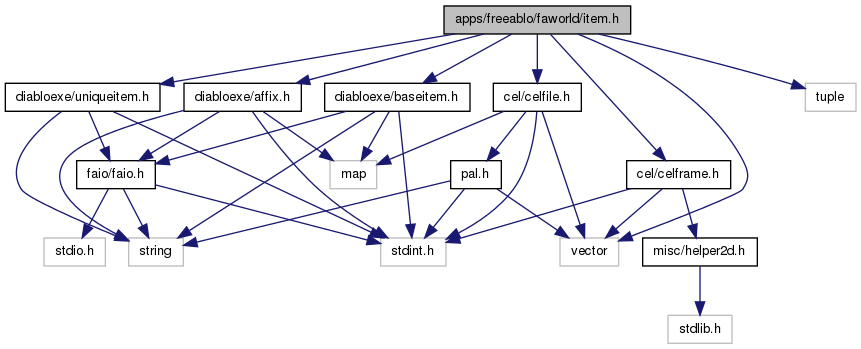 apps/freeablo/faworld/item.h
diabloexe/uniqueitem.h
diabloexe/affix.h
diabloexe/baseitem.h
cel/celfile.h
tuple
faio/faio.h
map
pal.h
cel/celframe.h
stdio.h
string
stdint.h
vector
misc/helper2d.h
stdlib.h